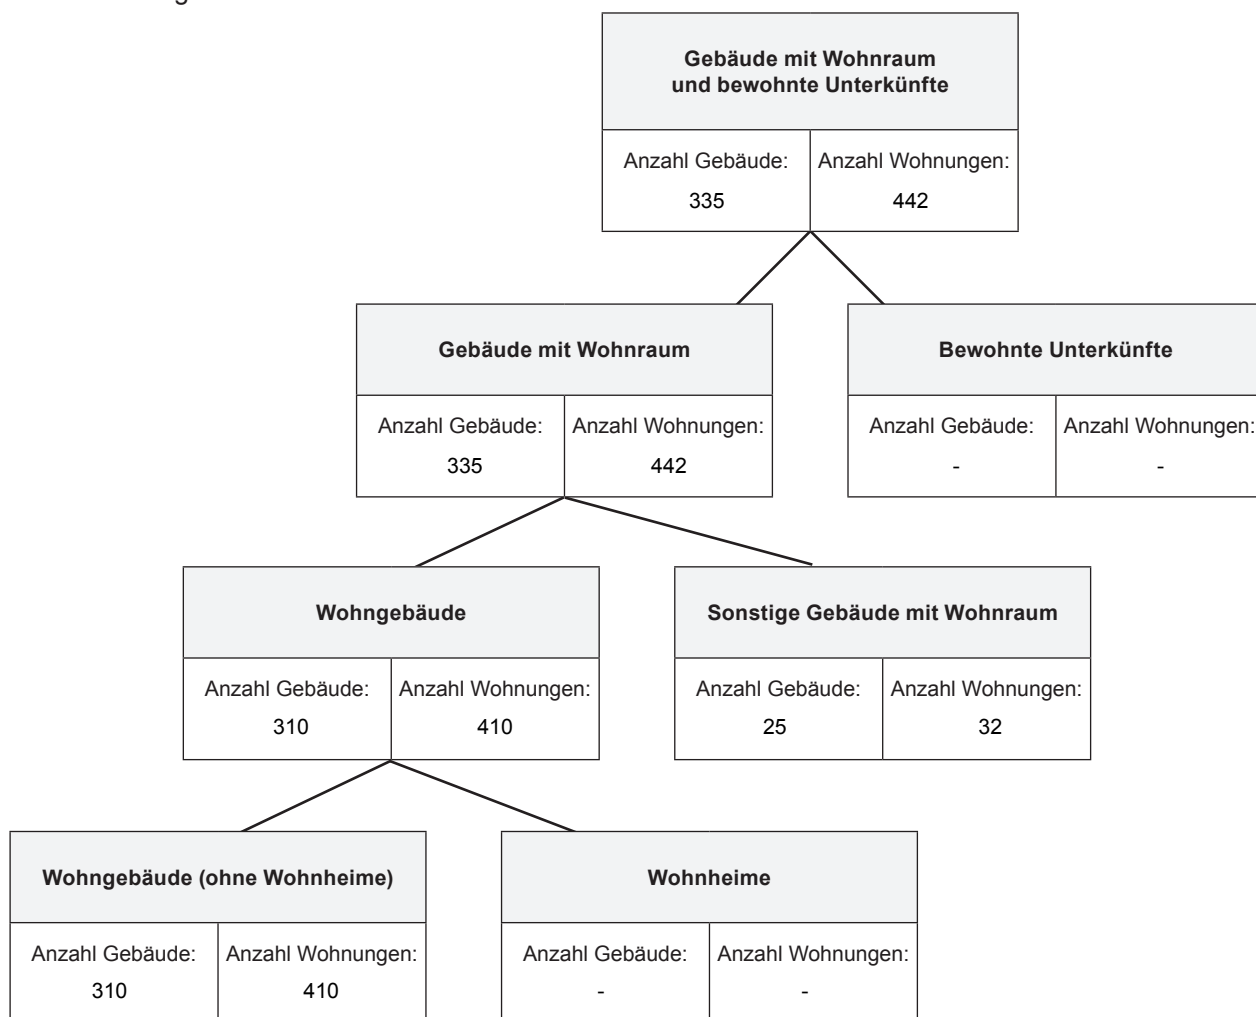 Gebäude mit Wohnraum
und bewohnte Unterkünfte
Anzahl Gebäude: Anzahl Wohnungen:
335 442
Gebäude mit Wohnraum Bewohnte Unterkünfte
Anzahl Gebäude: Anzahl Wohnungen: Anzahl Gebäude: Anzahl Wohnungen:
335 442 - -
Wohngebäude Sonstige Gebäude mit Wohnraum
Anzahl Gebäude: Anzahl Wohnungen: Anzahl Gebäude: Anzahl Wohnungen:
310 410 25 32
Wohngebäude (ohne Wohnheime) Wohnheime
Anzahl Gebäude: Anzahl Wohnungen: Anzahl Gebäude: Anzahl Wohnungen:
310 410 - -